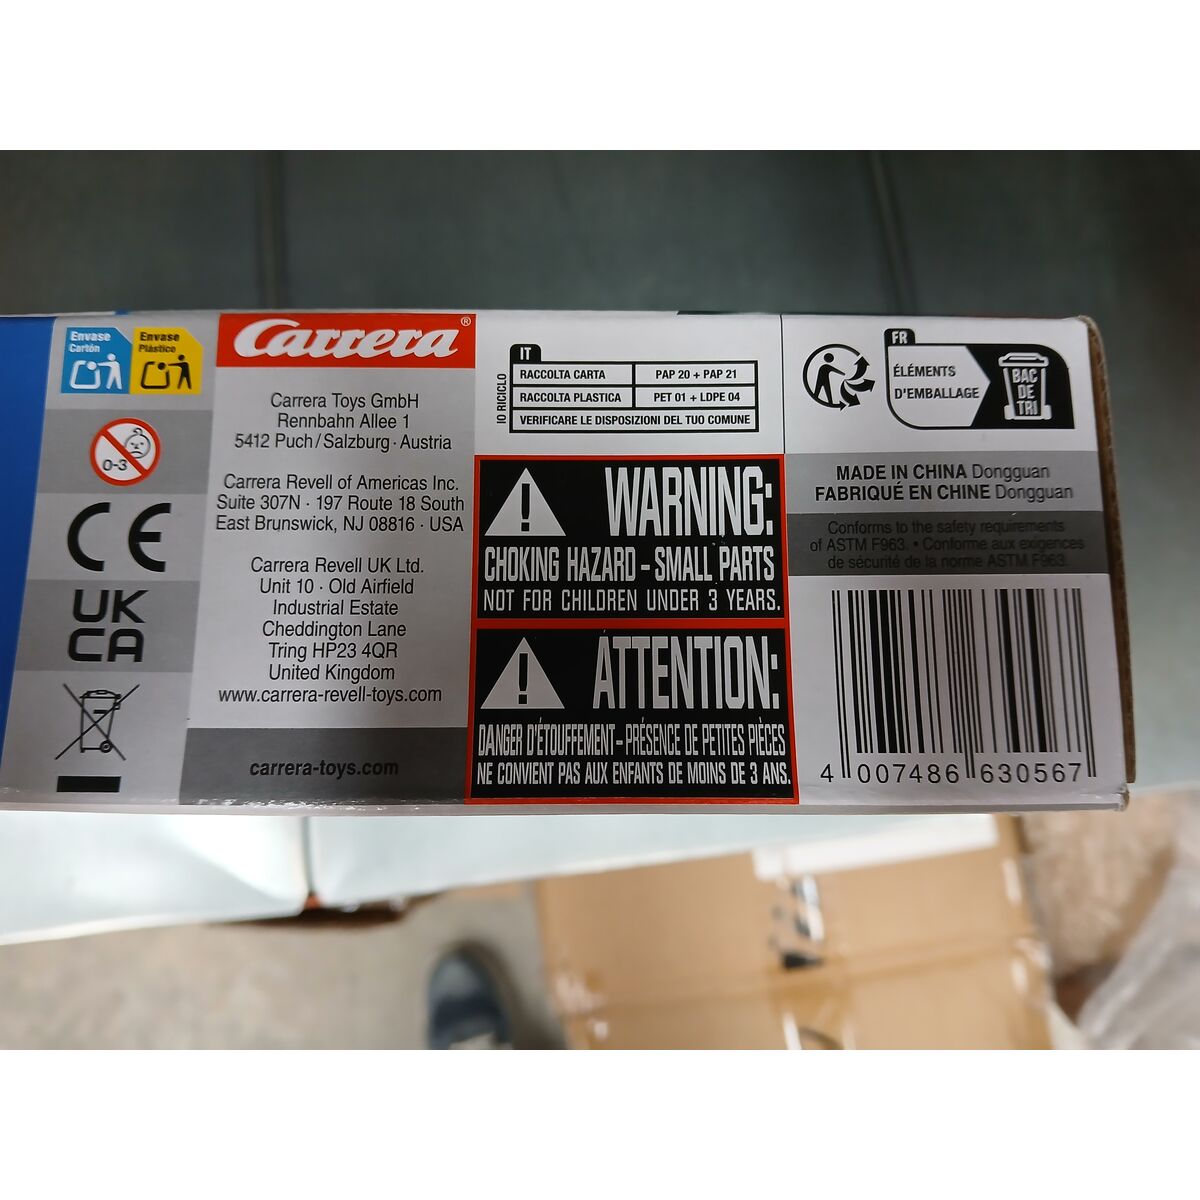 Envase
Cartón
Envase
Plástico
0-3
CE
UK
CA
Carrera®
Carrera Toys GmbH
Rennbahn Allee 1
5412 Puch/Salzburg · Austria
Carrera Revell of Americas Inc.
Suite 307N · 197 Route 18 South
East Brunswick, NJ 08816 · USA
Carrera Revell UK Ltd.
Unit 10 · Old Airfield
Industrial Estate
Cheddington Lane
Tring HP23 4QR
United Kingdom
www.carrera-revell-toys.com
carrera-toys.com
IO RICICLO
IT
RACCOLTA CARTA PAP 20 + PAP 21
RACCOLTA PLASTICA PET 01 + LDPE 04
VERIFICARE LE DISPOSIZIONI DEL TUO COMUNE
! WARNING:
CHOKING HAZARD – SMALL PARTS
NOT FOR CHILDREN UNDER 3 YEARS.
! ATTENTION:
DANGER D'ÉTOUFFEMENT – PRÉSENCE DE PETITES PIÈCES
NE CONVIENT PAS AUX ENFANTS DE MOINS DE 3 ANS.
FR
ÉLÉMENTS
D'EMBALLAGE
BAC
DE
TRI
MADE IN CHINA Dongguan
FABRIQUÉ EN CHINE Dongguan
Conforms to the safety requirements
of ASTM F963. • Conforme aux exigences
de sécurité de la norme ASTM F963.
4 007486 630567